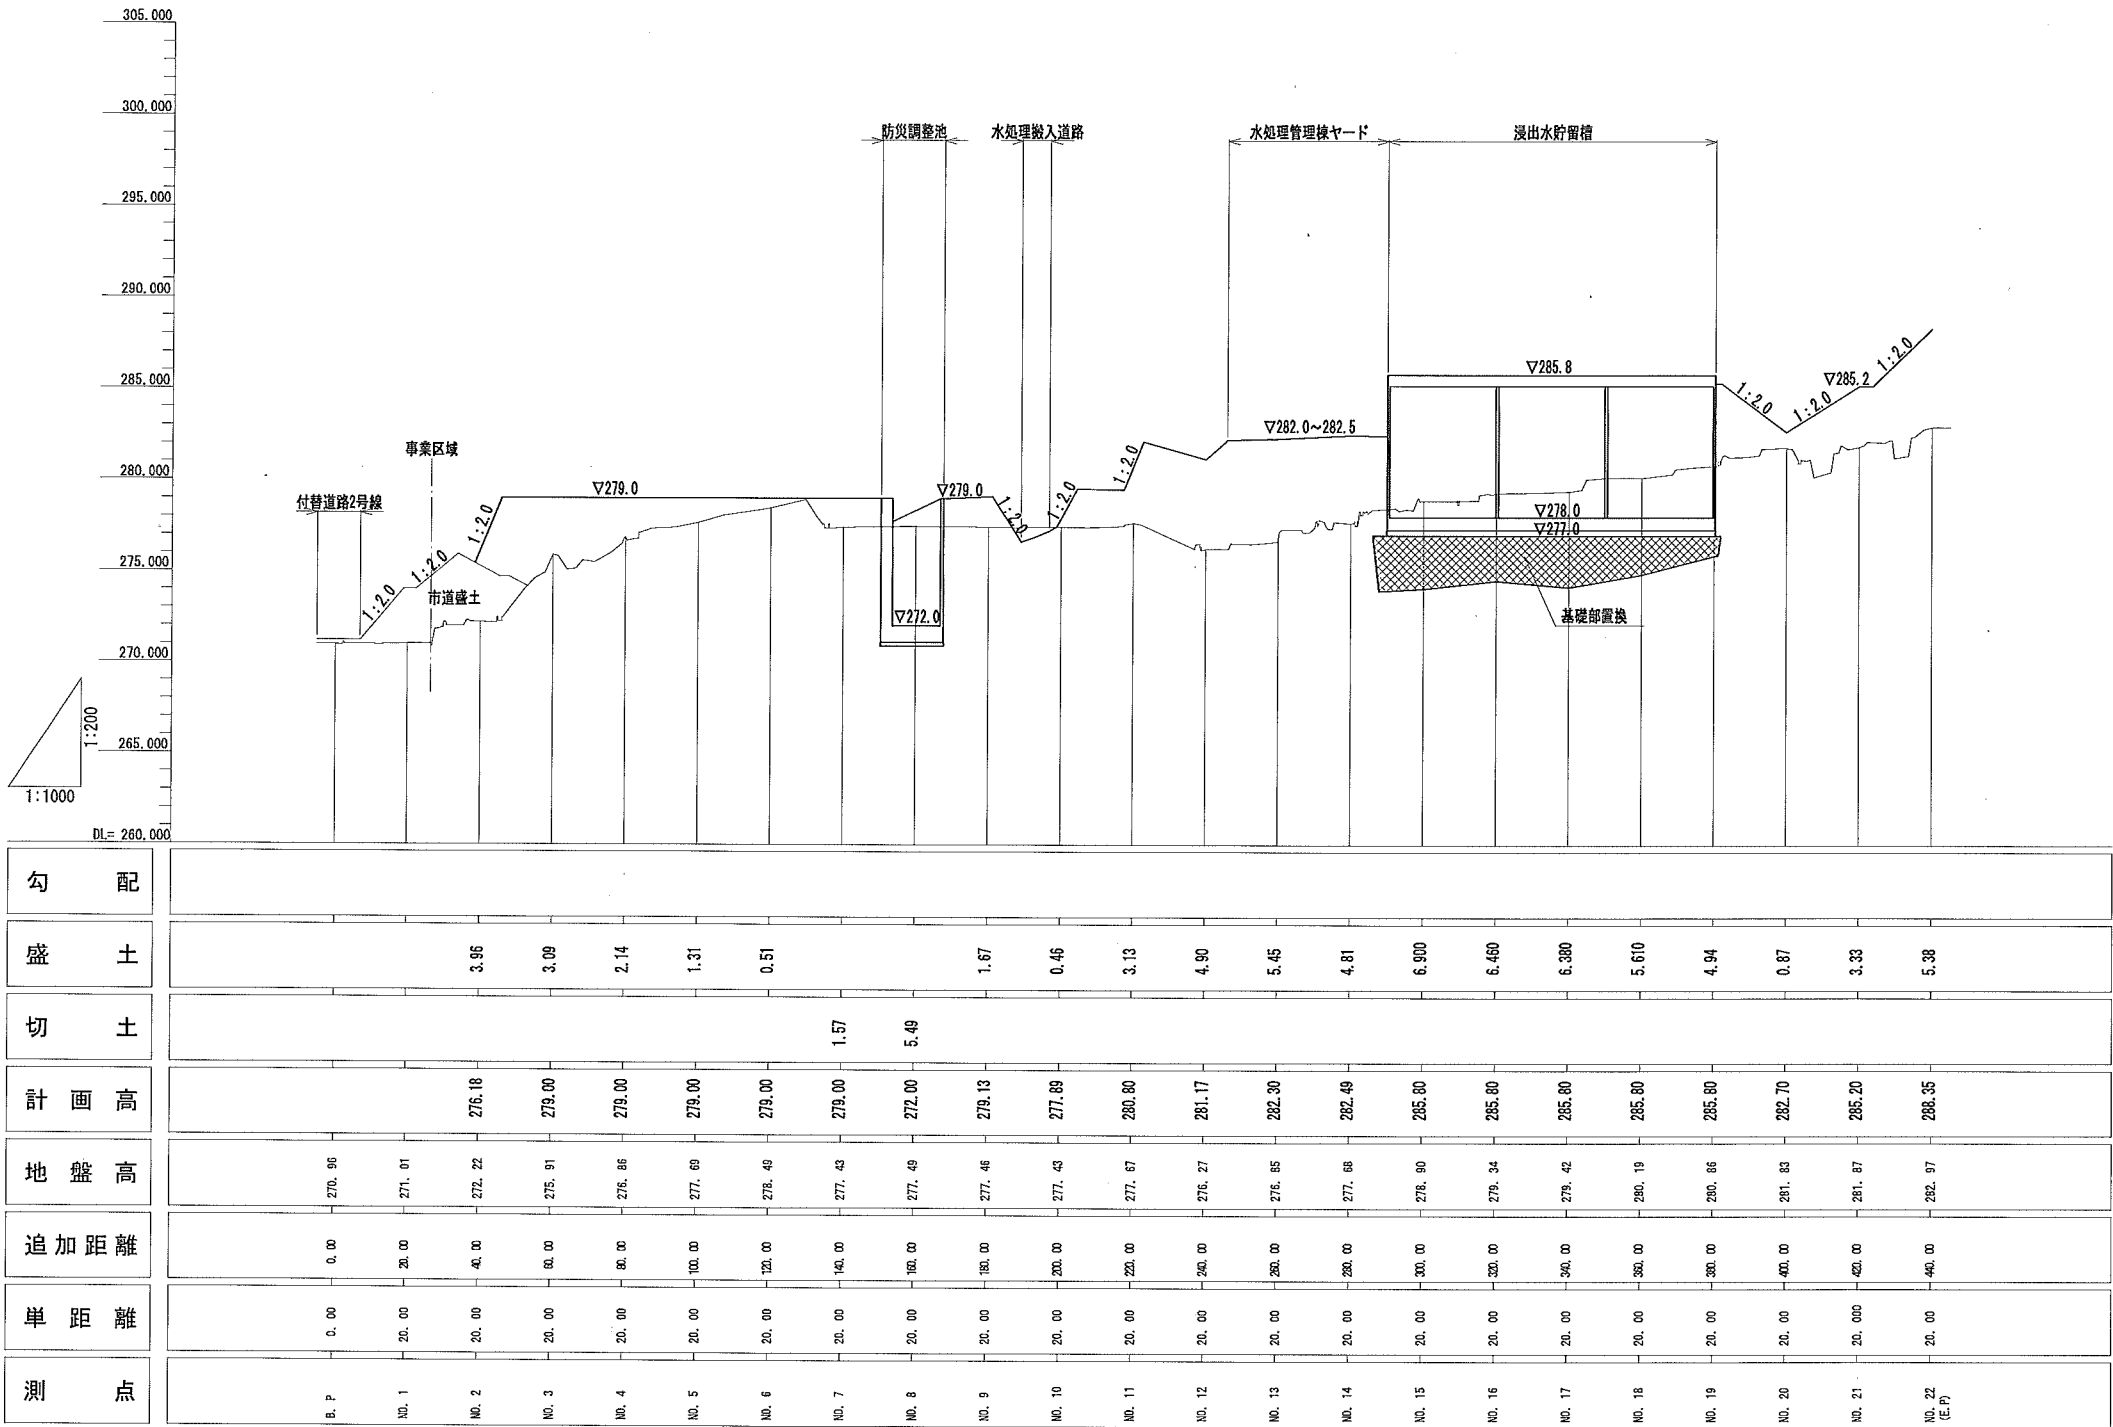 305.000
300.000
295.000
290.000
285.000
280.000
275.000
270.000
265.000
DL= 260.000
1:200
1:1000
防災調整池
水処理搬入道路
水処理管理棟ヤード
浸出水貯留槽
付替道路2号線
事業区域
市道盛土
1:2.0
1:2.0
1:2.0
▽279.0
▽272.0
▽279.0
1:2.0
1:2.0
1:2.0
▽282.0~282.5
▽285.8
▽278.0
▽277.0
基礎部置換
1:2.0
1:2.0
▽285.2
1:2.0
勾 配
盛 土 3.96 3.09 2.14 1.31 0.51 1.67 0.46 3.13 4.90 5.45 4.81 6.900 6.460 6.380 5.610 4.94 0.87 3.33 5.38
切 土 1.57 5.49
計 画 高 276.18 279.00 279.00 279.00 279.00 279.00 272.00 279.13 277.89 280.80 281.17 282.30 282.49 285.80 285.80 285.80 285.80 285.80 282.70 285.20 288.35
地 盤 高 270.96 271.01 272.22 275.91 276.86 277.69 278.49 277.43 277.49 277.46 277.43 277.67 276.27 276.85 277.68 278.90 279.34 279.42 280.19 280.86 281.83 281.87 282.97
追加距離 0.00 20.00 40.00 60.00 80.00 100.00 120.00 140.00 160.00 180.00 200.00 220.00 240.00 260.00 280.00 300.00 320.00 340.00 360.00 380.00 400.00 420.00 440.00
単 距 離 0.00 20.00 20.00 20.00 20.00 20.00 20.00 20.00 20.00 20.00 20.00 20.00 20.00 20.00 20.00 20.00 20.00 20.00 20.00 20.00 20.00 20.000 20.00
測 点 B.P NO.1 NO.2 NO.3 NO.4 NO.5 NO.6 NO.7 NO.8 NO.9 NO.10 NO.11 NO.12 NO.13 NO.14 NO.15 NO.16 NO.17 NO.18 NO.19 NO.20 NO.21 NO.22
(E.P)